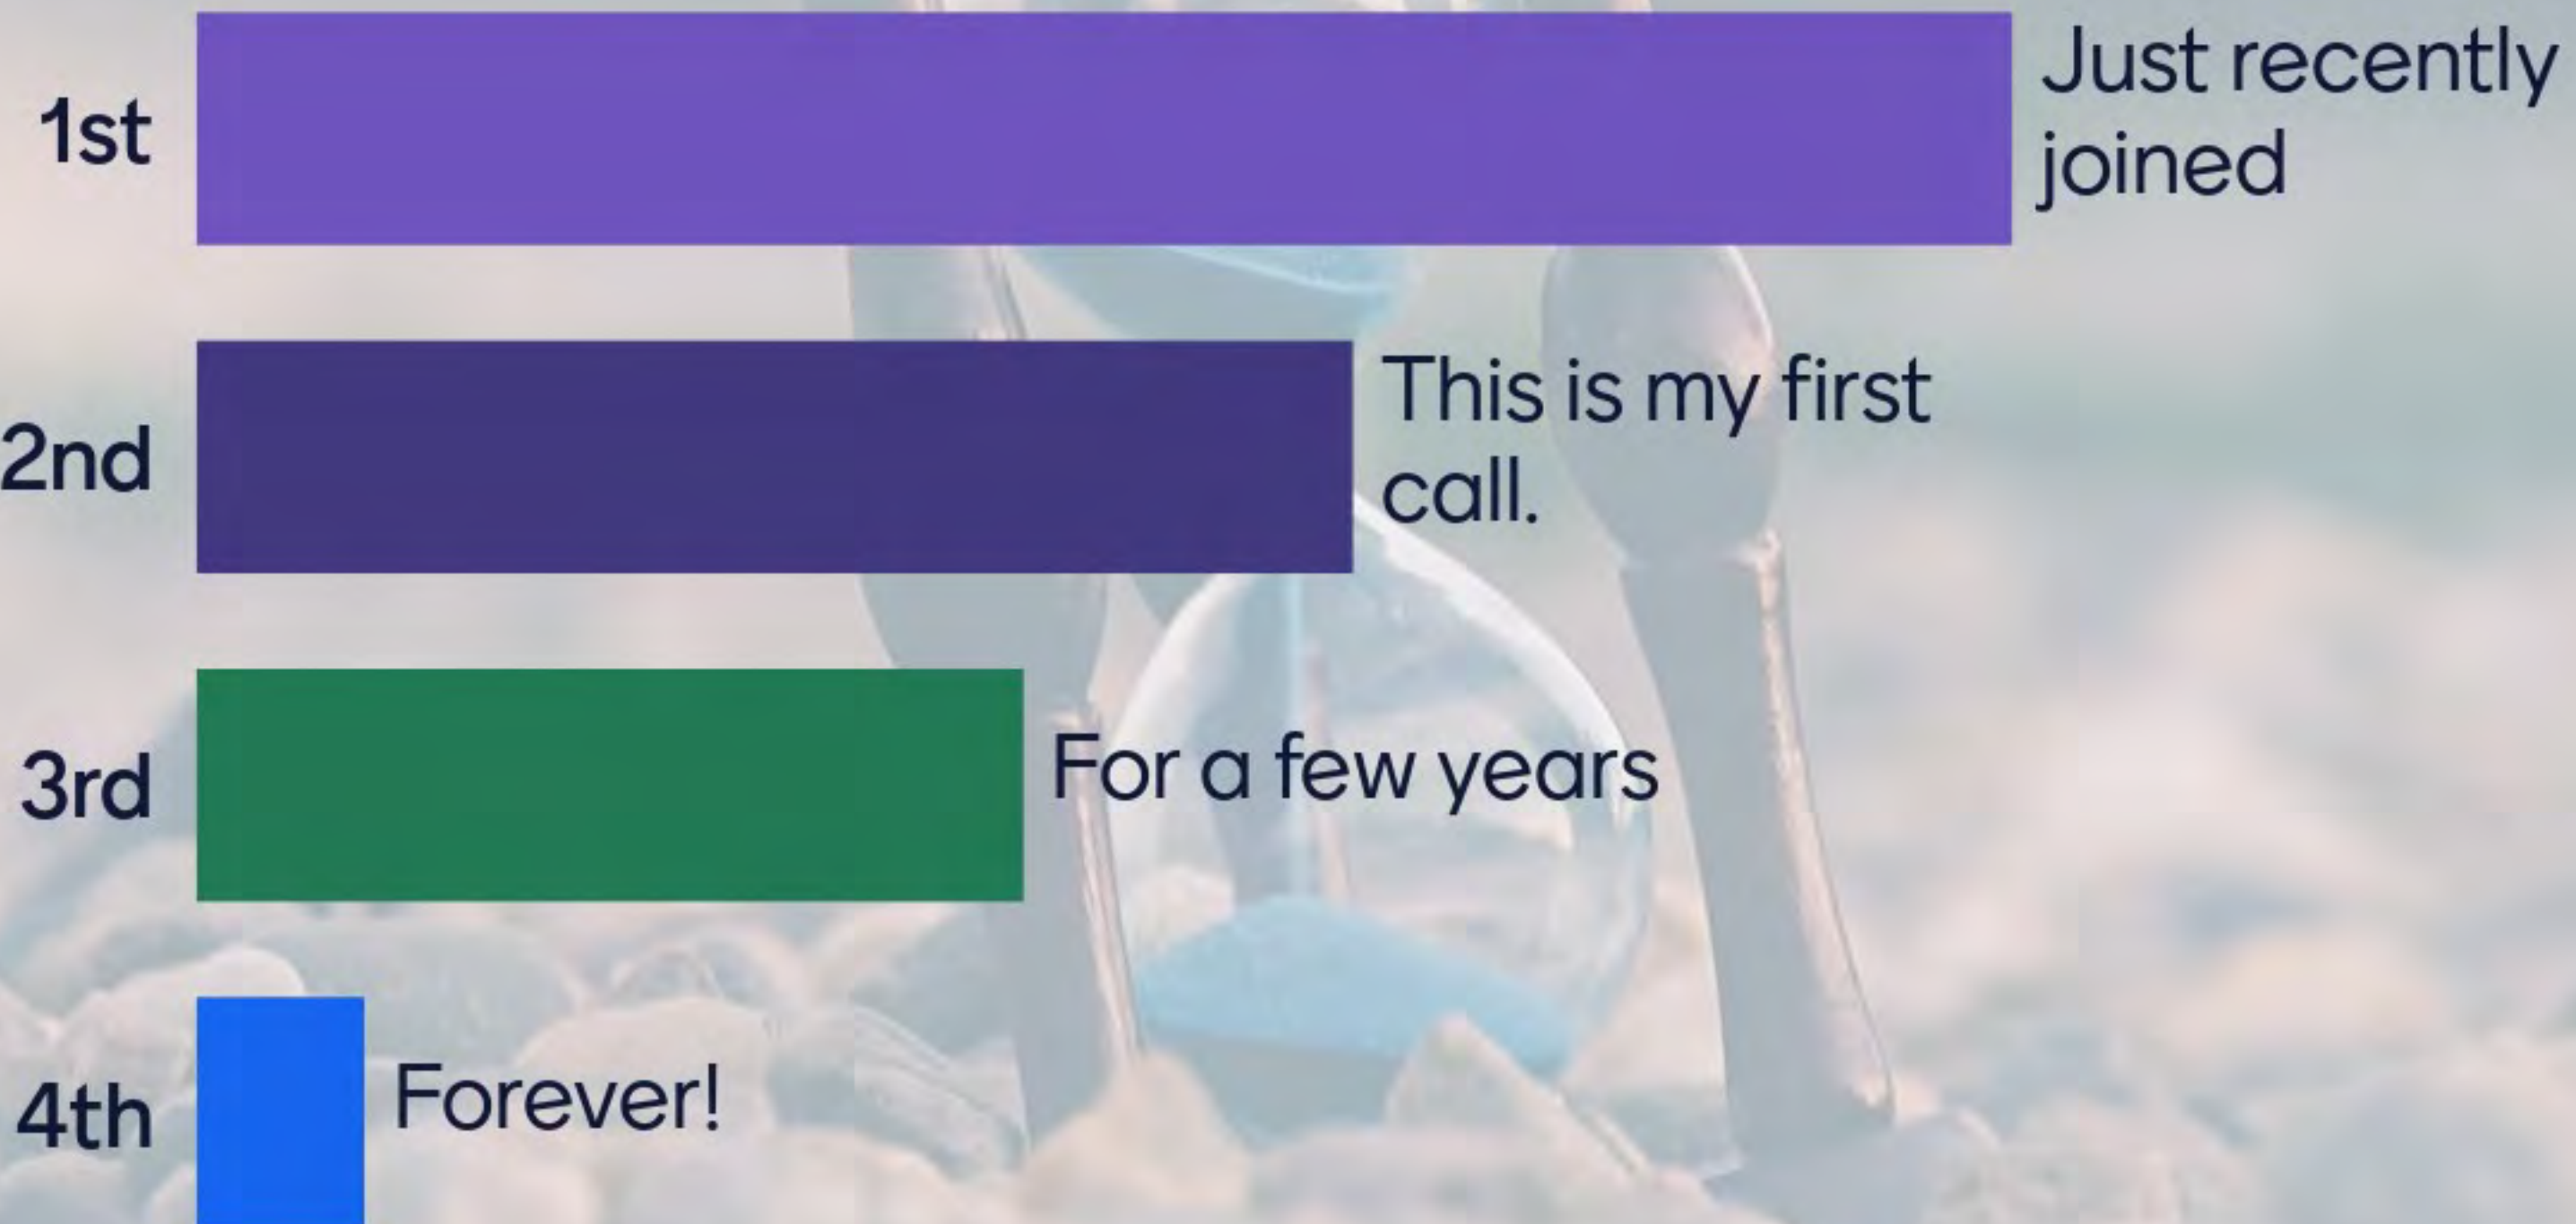 1st
Just recently
joined
2nd
This is my first
call.
3rd
For a few years
4th
Forever!